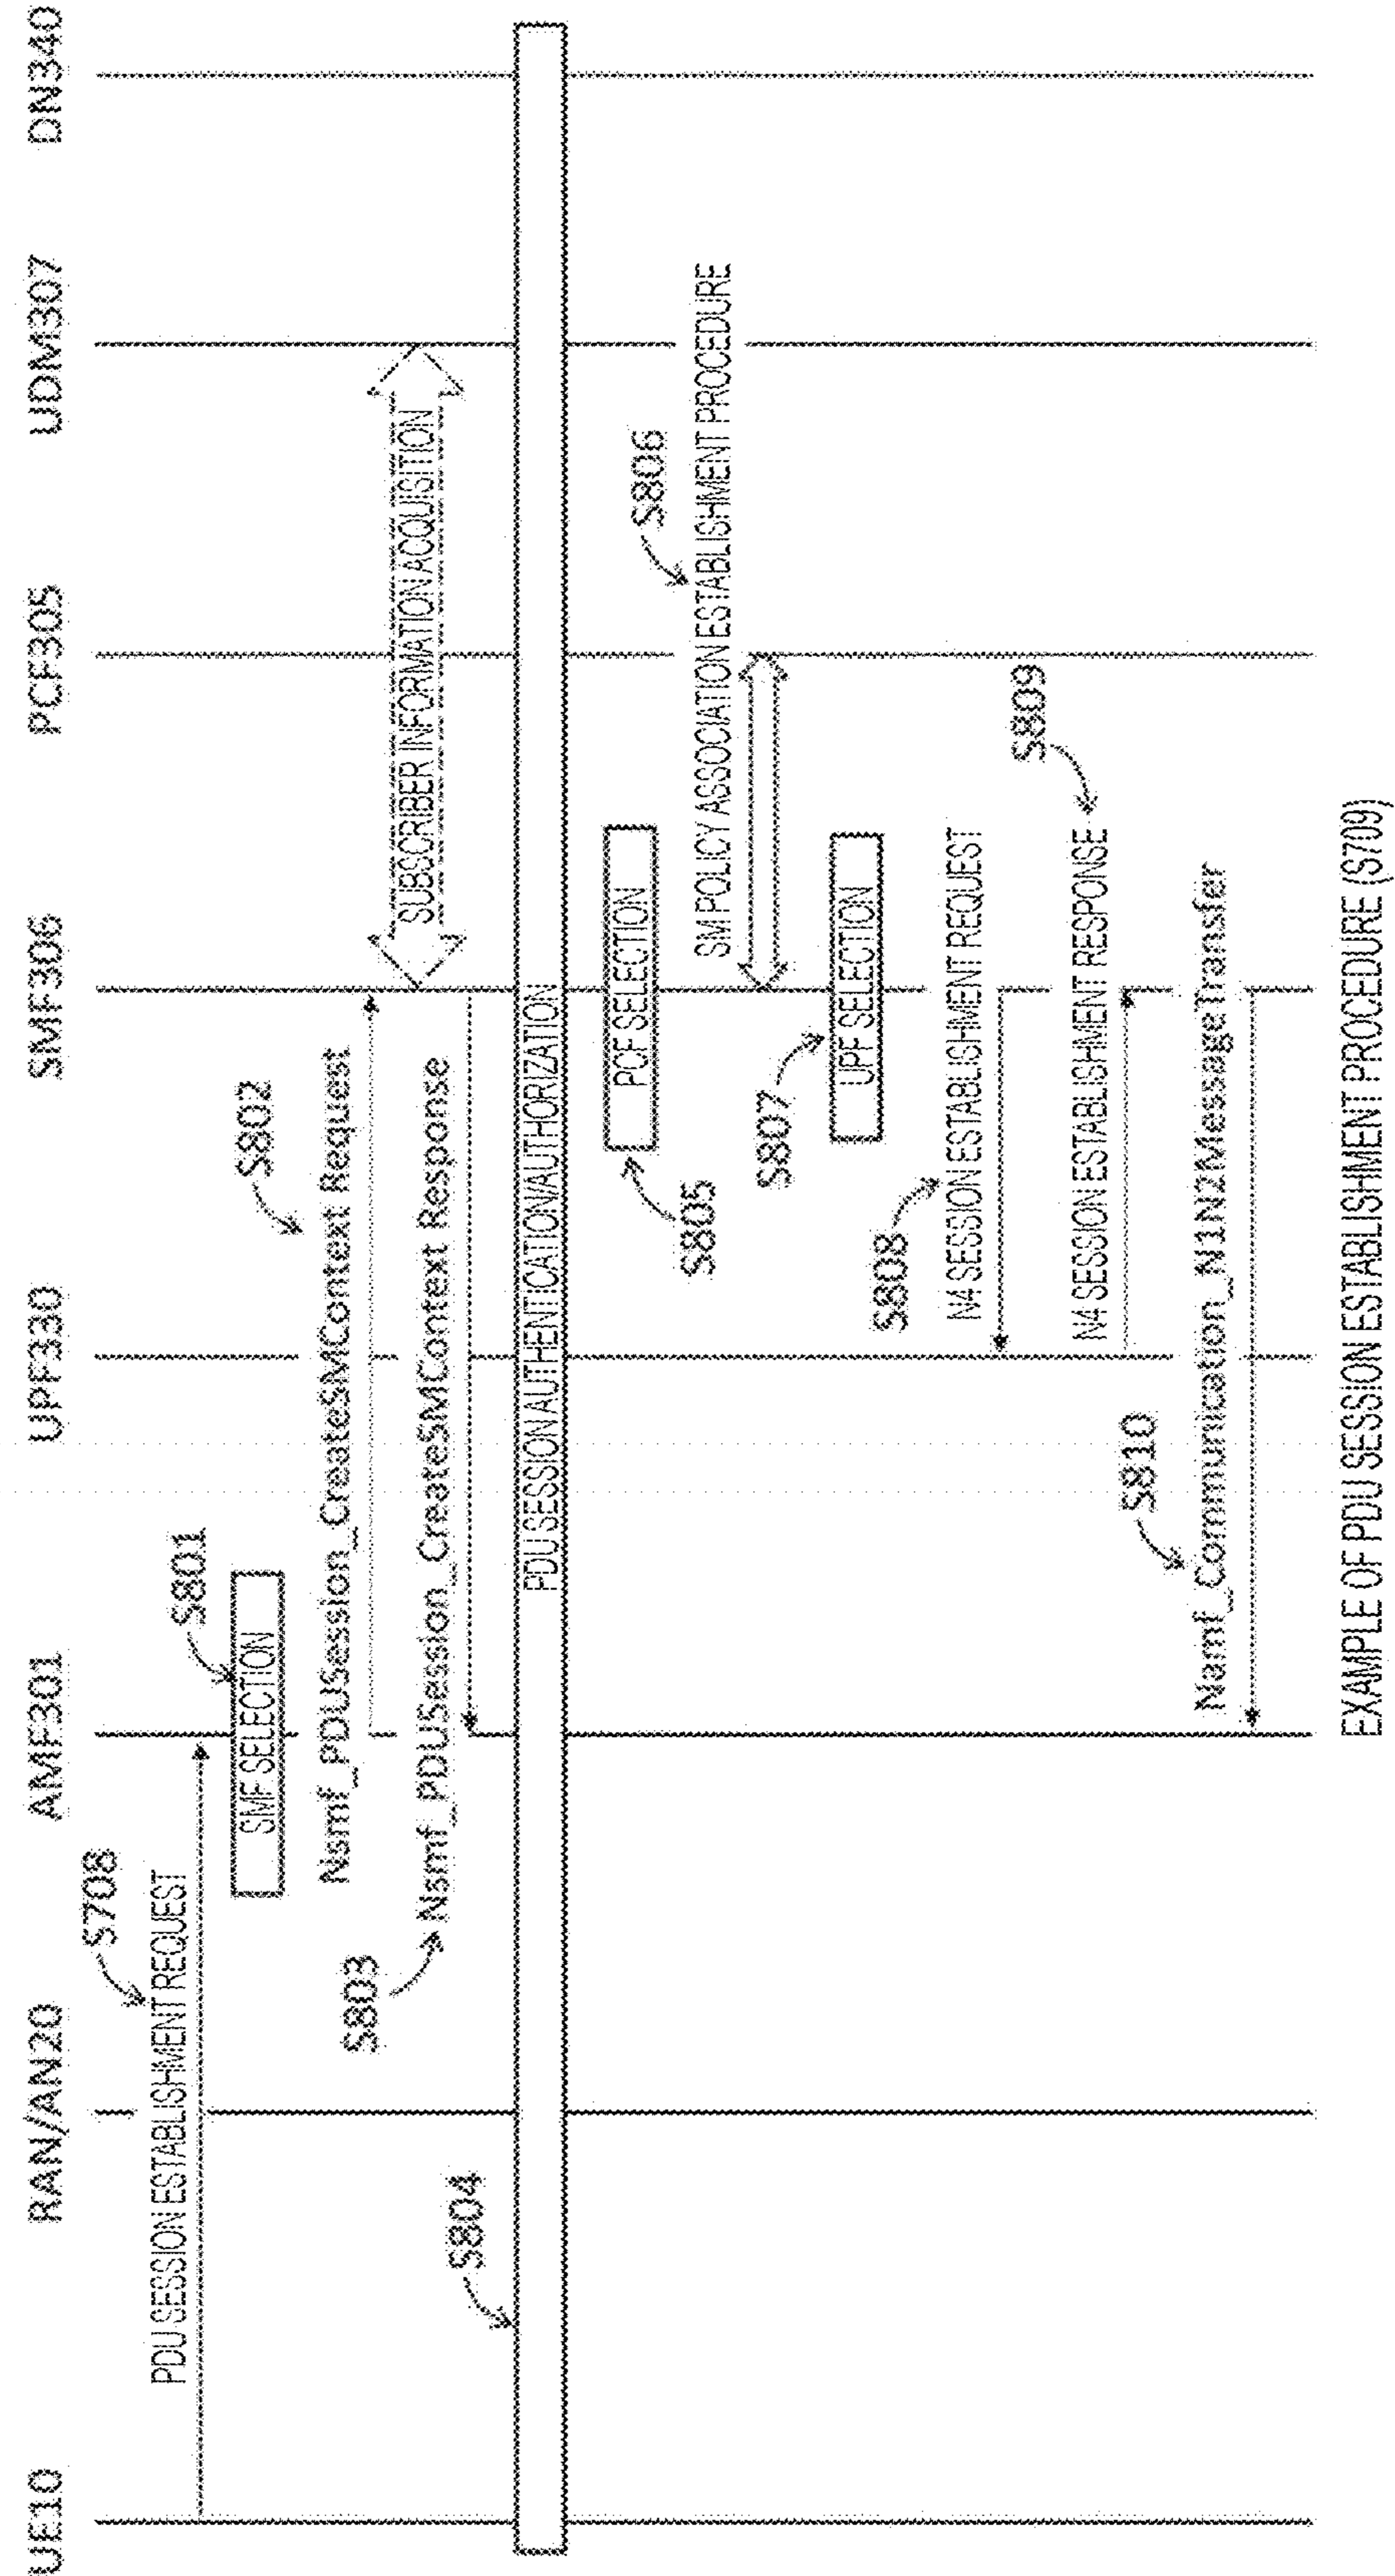 UE10
RAN/AN20
AMF301
UPF330
SMF306
PCF305
UDM307
DN340
S708
PDU SESSION ESTABLISHMENT REQUEST
S801
SMF SELECTION
S802
Nsmf_PDUSession_CreateSMContext Request
SUBSCRIBER INFORMATION ACQUISITION
S803
Nsmf_PDUSession_CreateSMContext Response
S804
PDU SESSION AUTHENTICATION/AUTHORIZATION
S805
PCF SELECTION
S806
SM POLICY ASSOCIATION ESTABLISHMENT PROCEDURE
S807
UPF SELECTION
S808
N4 SESSION ESTABLISHMENT REQUEST
S809
N4 SESSION ESTABLISHMENT RESPONSE
S810
Namf_Communication_N1N2MessageTransfer
EXAMPLE OF PDU SESSION ESTABLISHMENT PROCEDURE (S709)